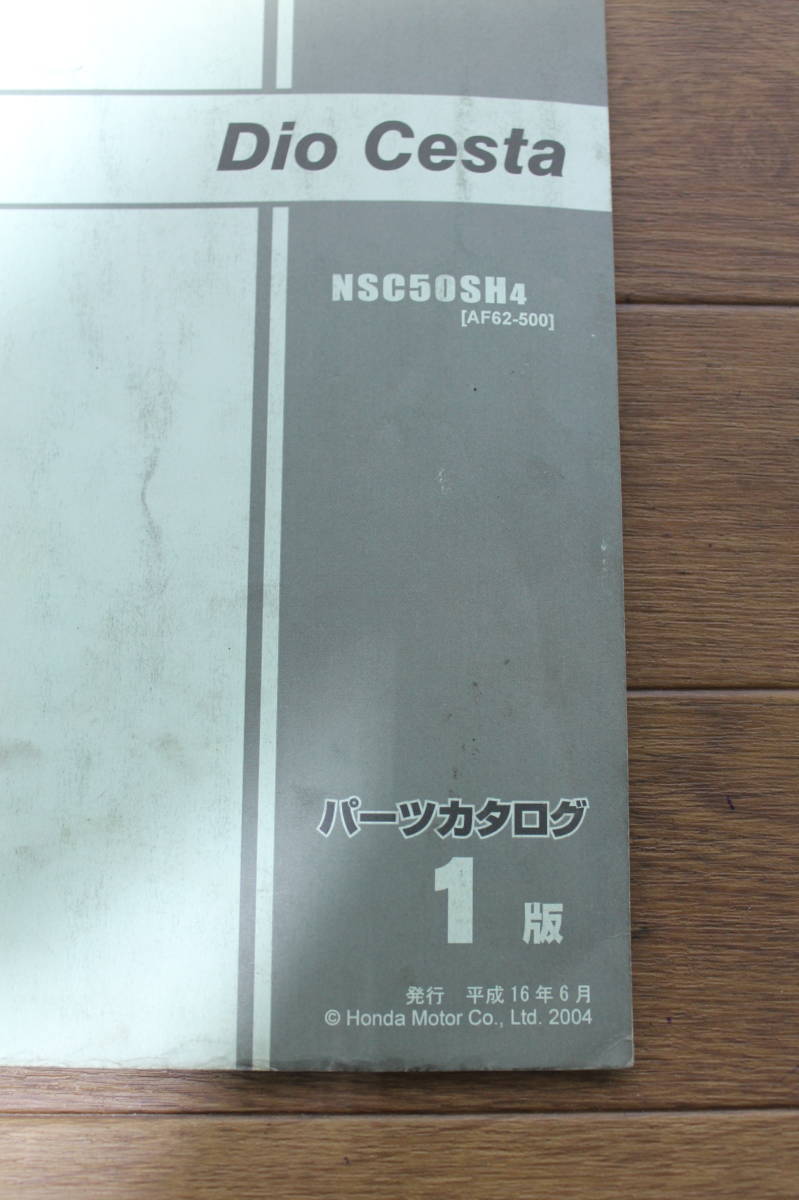 Dio Cesta
NSC50SH4
[AF62-500]
パーツカタログ
1 版
発行 平成16年6月
© Honda Motor Co., Ltd. 2004